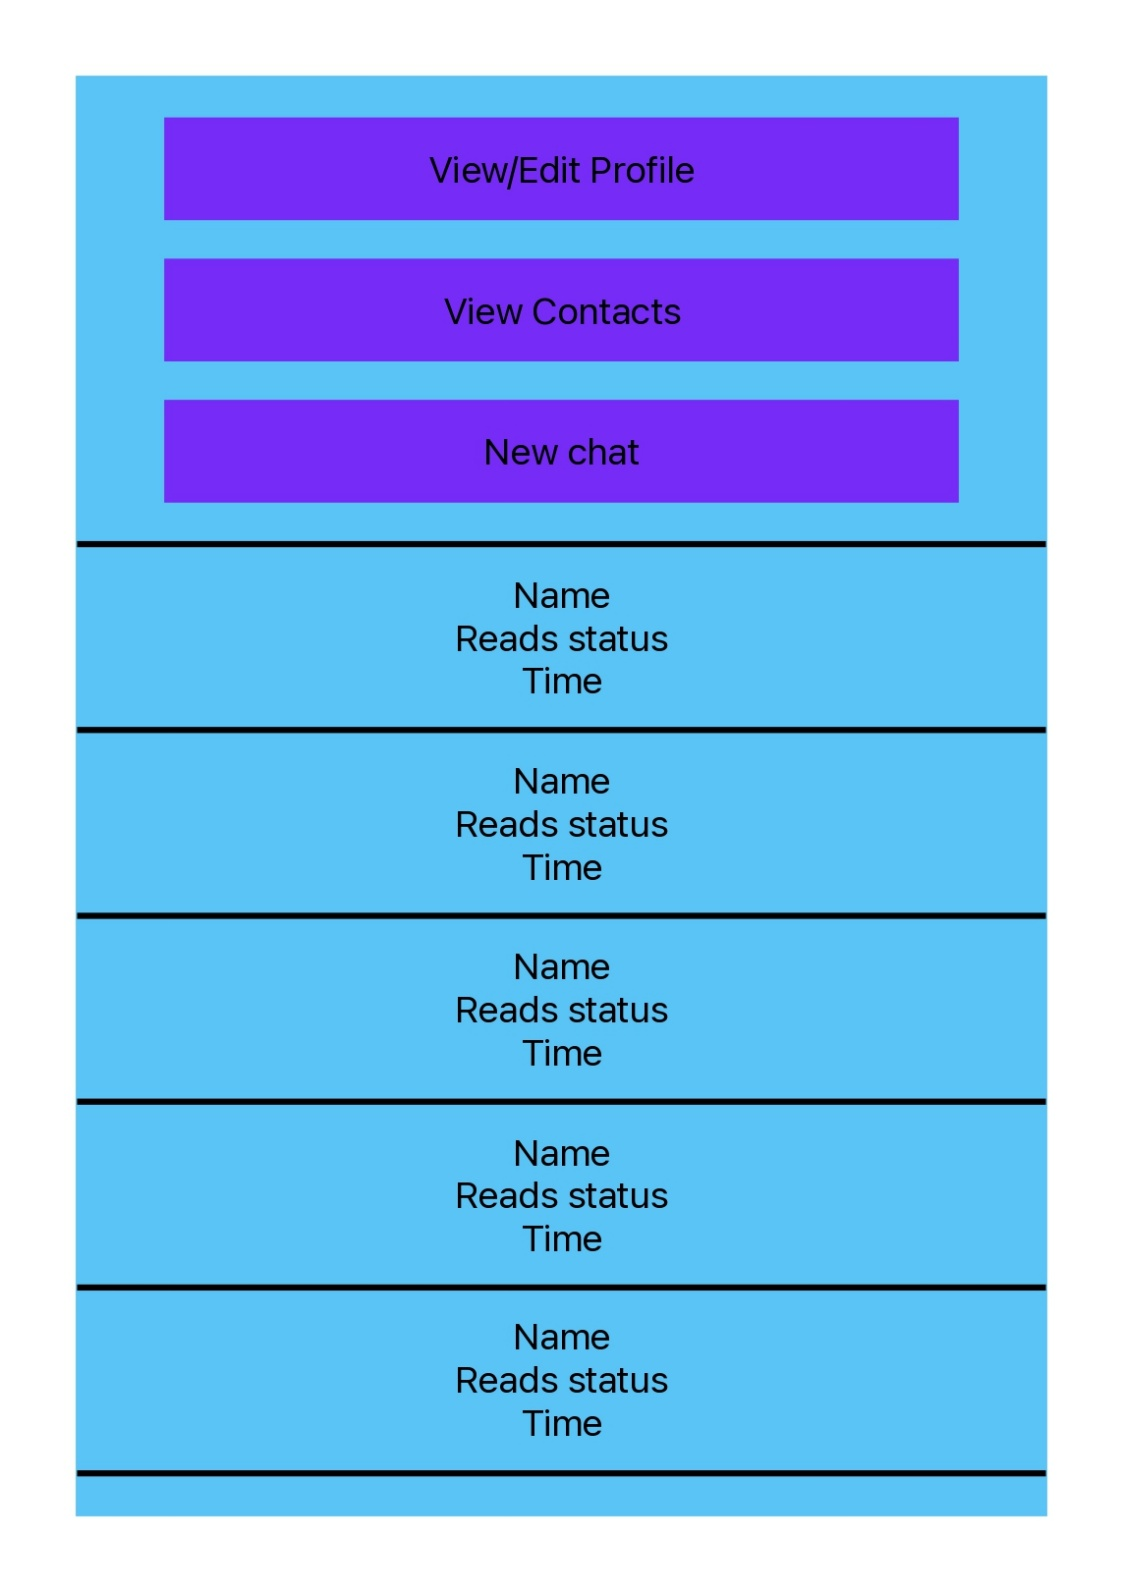 View/Edit Profile
View Contacts
New chat
Name
Reads status
Time
Name
Reads status
Time
Name
Reads status
Time
Name
Reads status
Time
Name
Reads status
Time